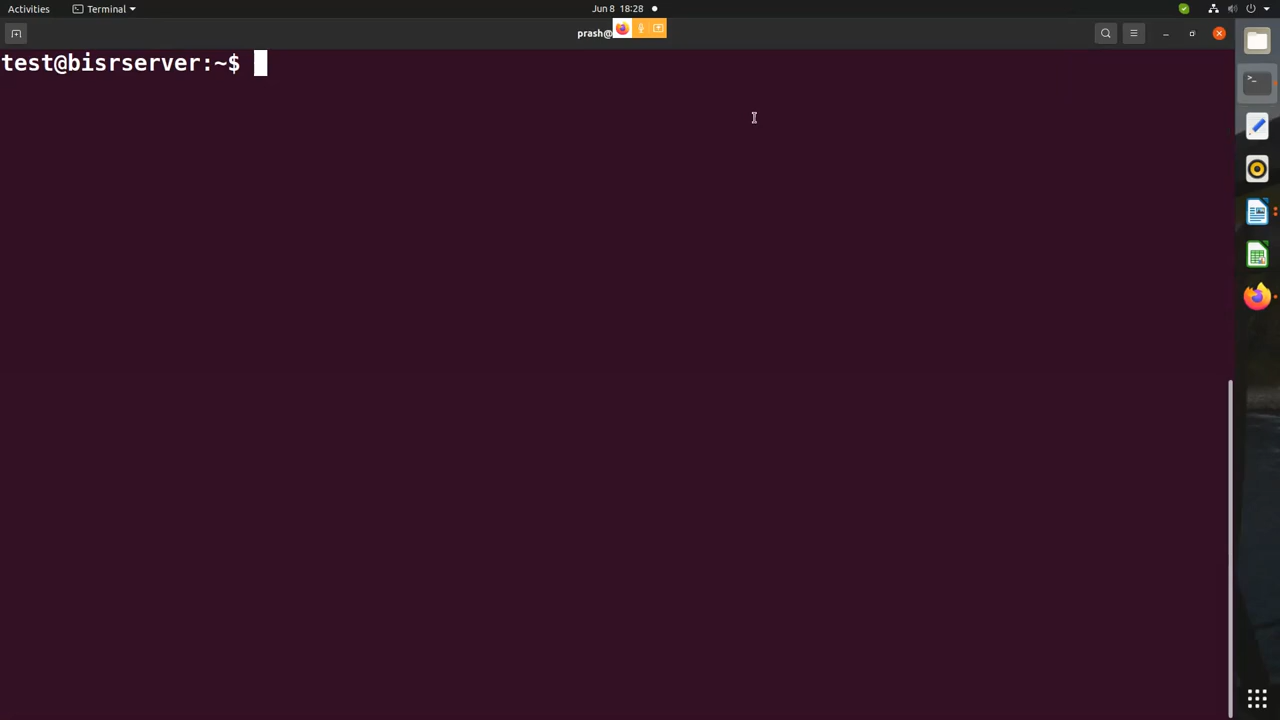 Activities
Terminal
Jun 8 18:28
prash@
test@bisrserver:~$